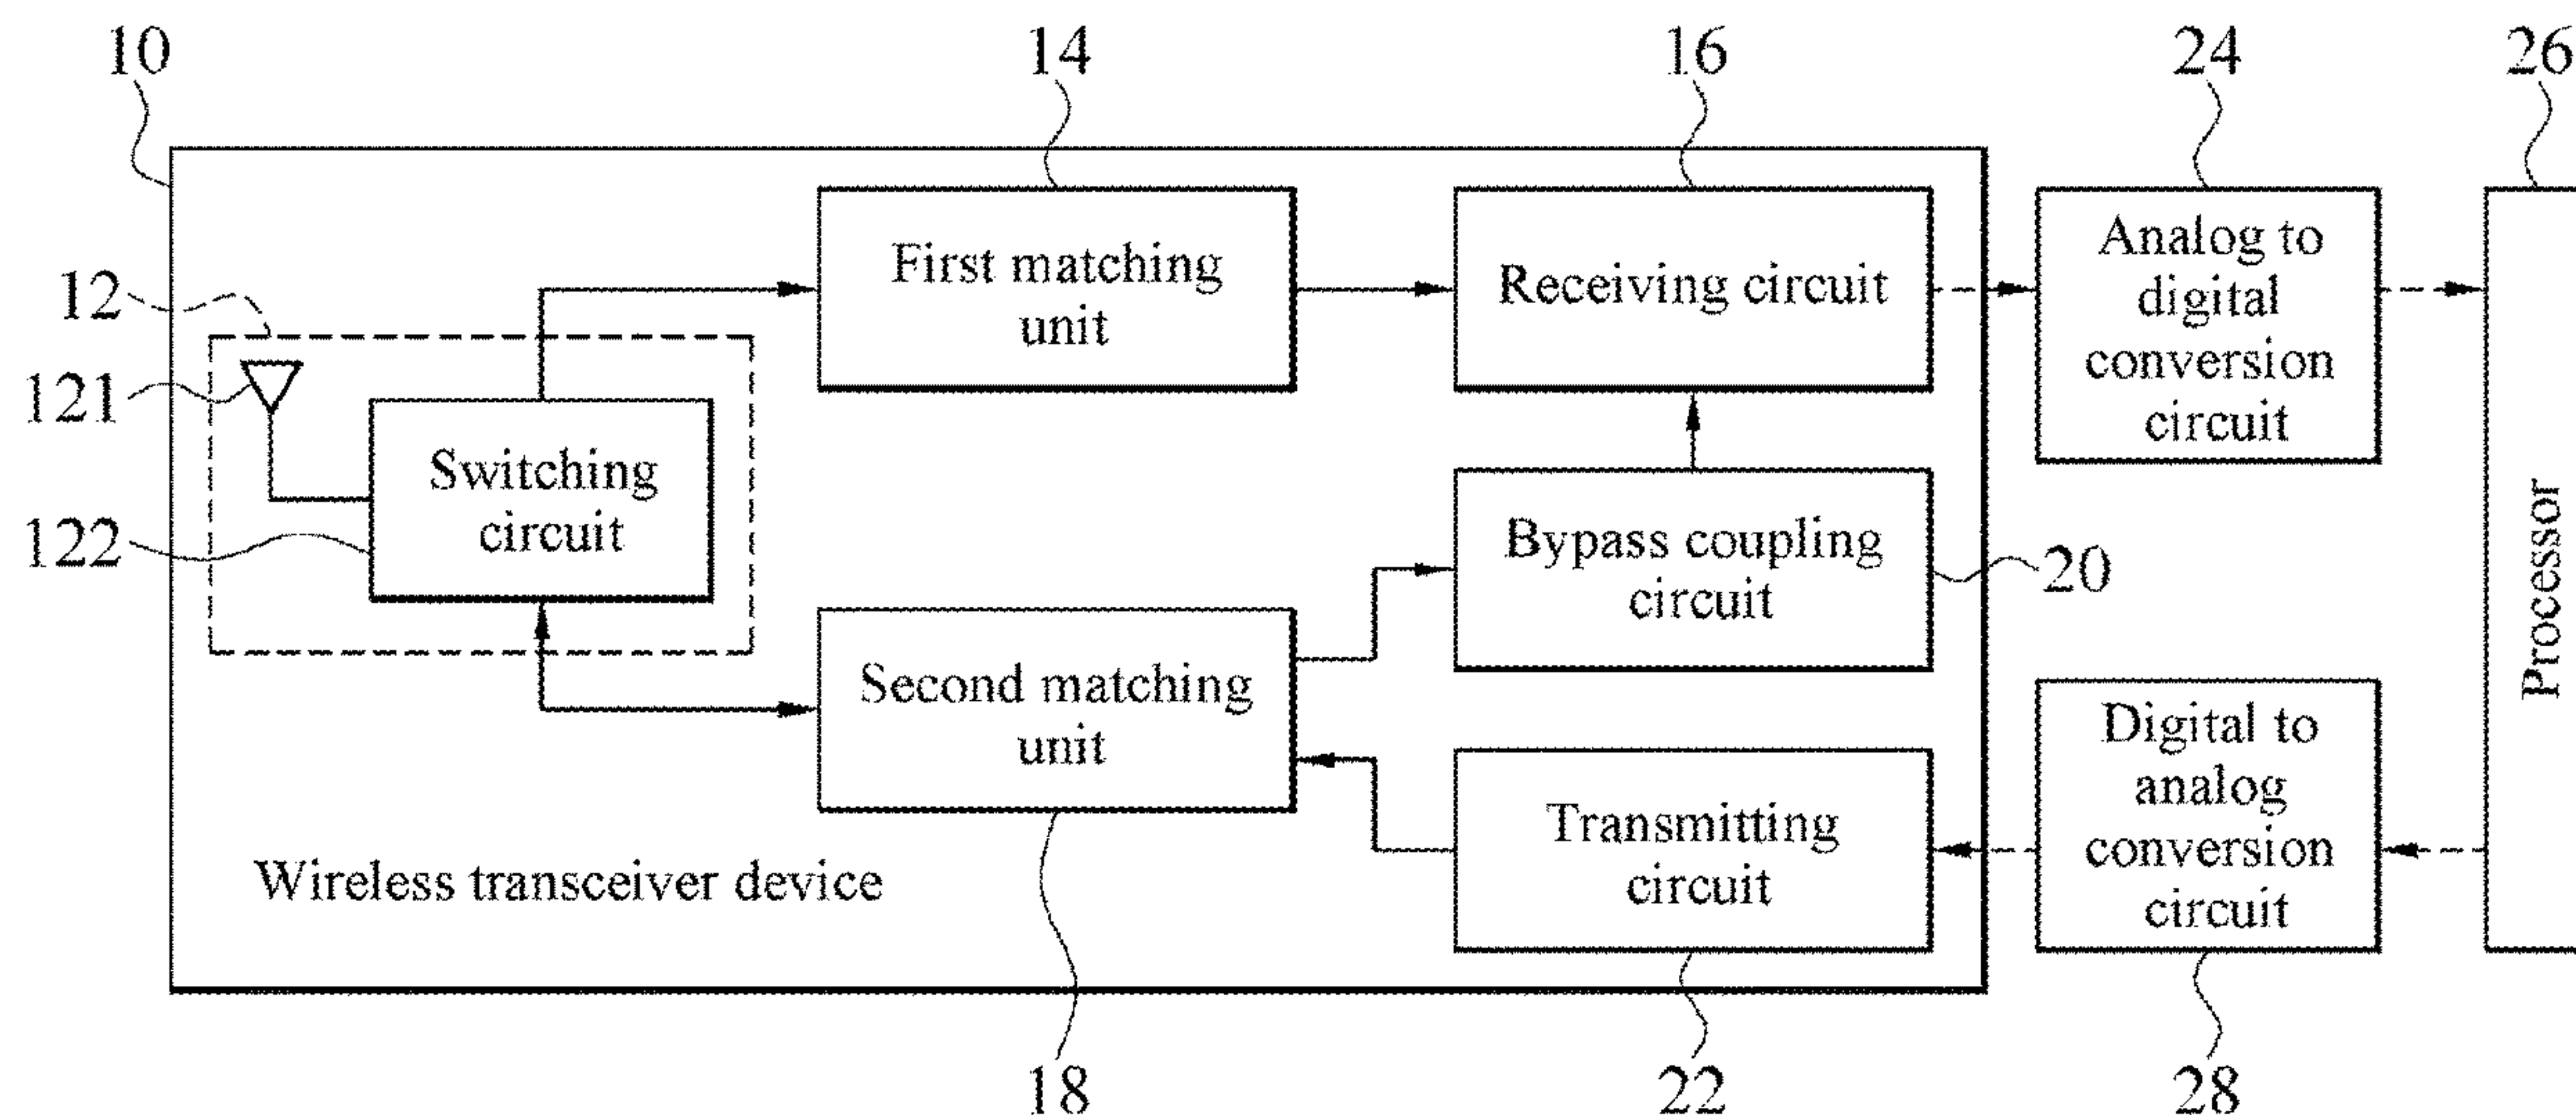 10
14
16
24
26
12
121
122
First matching
unit
Receiving circuit
Analog to
digital
conversion
circuit
Switching
circuit
Bypass coupling
circuit
20
Processor
Second matching
unit
Transmitting
circuit
Digital to
analog
conversion
circuit
Wireless transceiver device
18
22
28